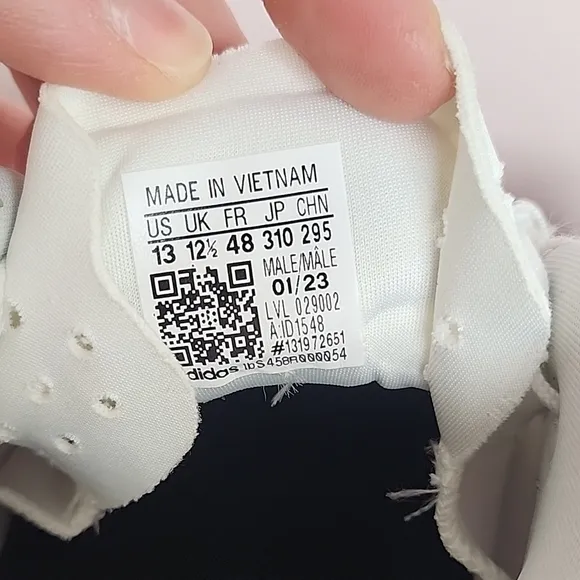 MADE IN VIETNAM
US UK FR JP CHN
13 12½ 48 310 295
MALE/MÂLE
01/23
LVL 029002
A:ID1548
#131972651
adidas 1bS458R000054